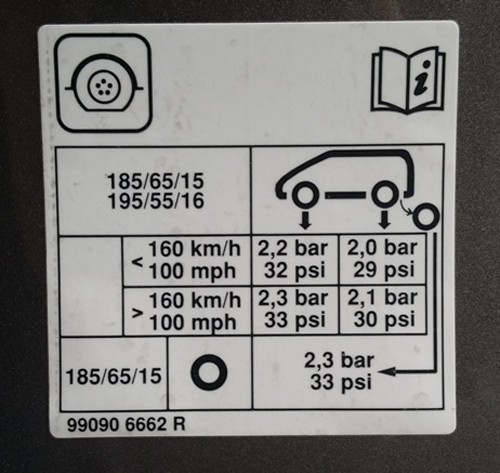 i
185/65/15
195/55/16
< 160 km/h 2,2 bar 2,0 bar
100 mph 32 psi 29 psi
> 160 km/h 2,3 bar 2,1 bar
100 mph 33 psi 30 psi
185/65/15
2,3 bar
33 psi
99090 6662 R